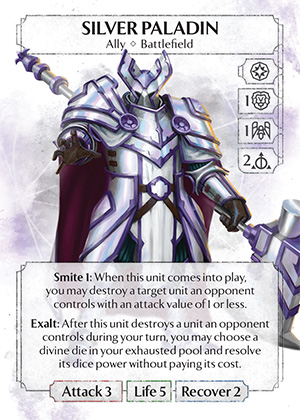 SILVER PALADIN
Ally ⋄ Battlefield
1
1
2
Smite 1: When this unit comes into play,
you may destroy a target unit an opponent
controls with an attack value of 1 or less.
Exalt: After this unit destroys a unit an opponent
controls during your turn, you may choose a
divine die in your exhausted pool and resolve
its dice power without paying its cost.
Attack 3 Life 5 Recover 2